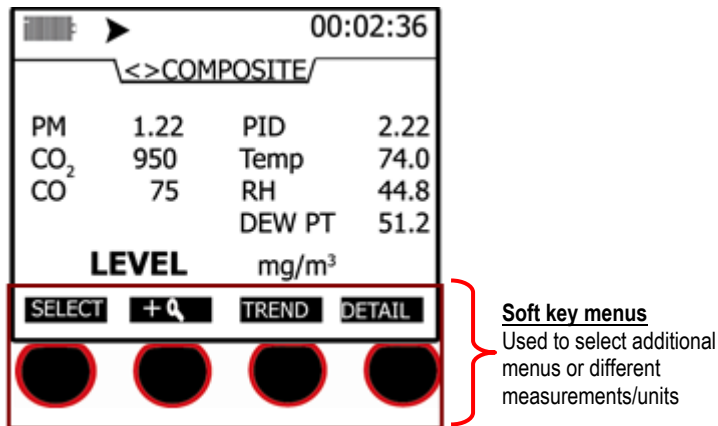 00:02:36
<>COMPOSITE
PM 1.22 PID 2.22
CO₂ 950 Temp 74.0
CO 75 RH 44.8
DEW PT 51.2
LEVEL mg/m³
SELECT + TREND DETAIL
Soft key menus
Used to select additional
menus or different
measurements/units